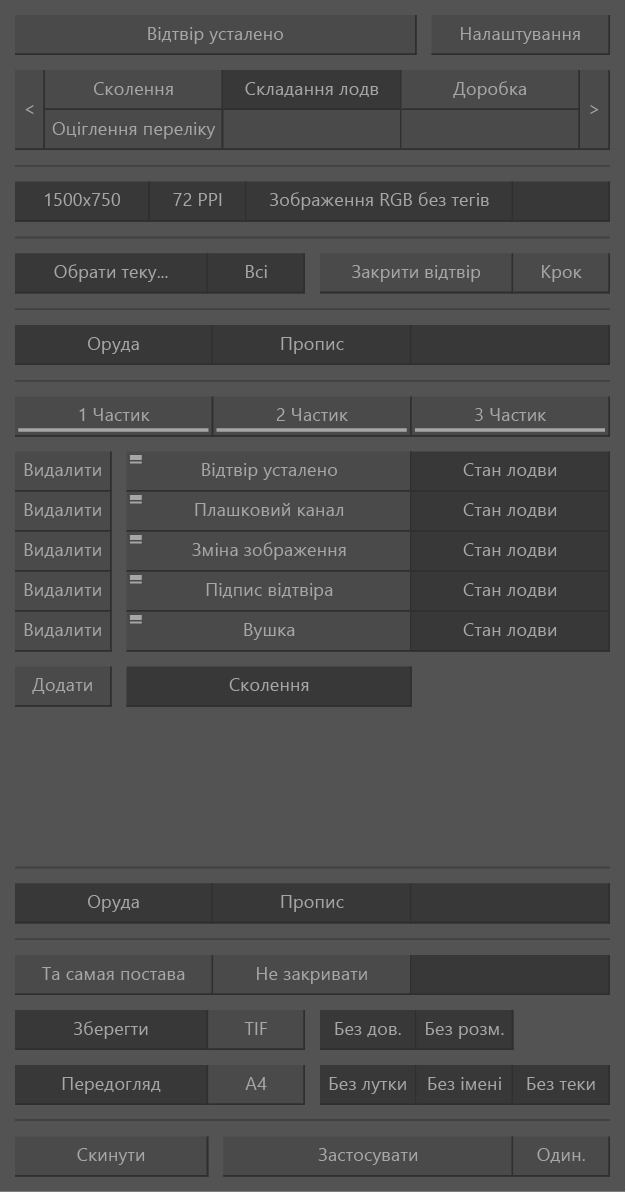 Відтвір усталено Налаштування
< Сколення Складання лодв Доробка >
Оціглення переліку
1500x750 72 PPI Зображення RGB без тегів
Обрати теку... Всі Закрити відтвір Крок
Оруда Пропис
1 Частик 2 Частик 3 Частик
Видалити Відтвір усталено Стан лодви
Видалити Плашковий канал Стан лодви
Видалити Зміна зображення Стан лодви
Видалити Підпис відтвіра Стан лодви
Видалити Вушка Стан лодви
Додати Сколення
Оруда Пропис
Та самая постава Не закривати
Зберегти TIF Без дов. Без розм.
Передогляд A4 Без лутки Без імені Без теки
Скинути Застосувати Один.